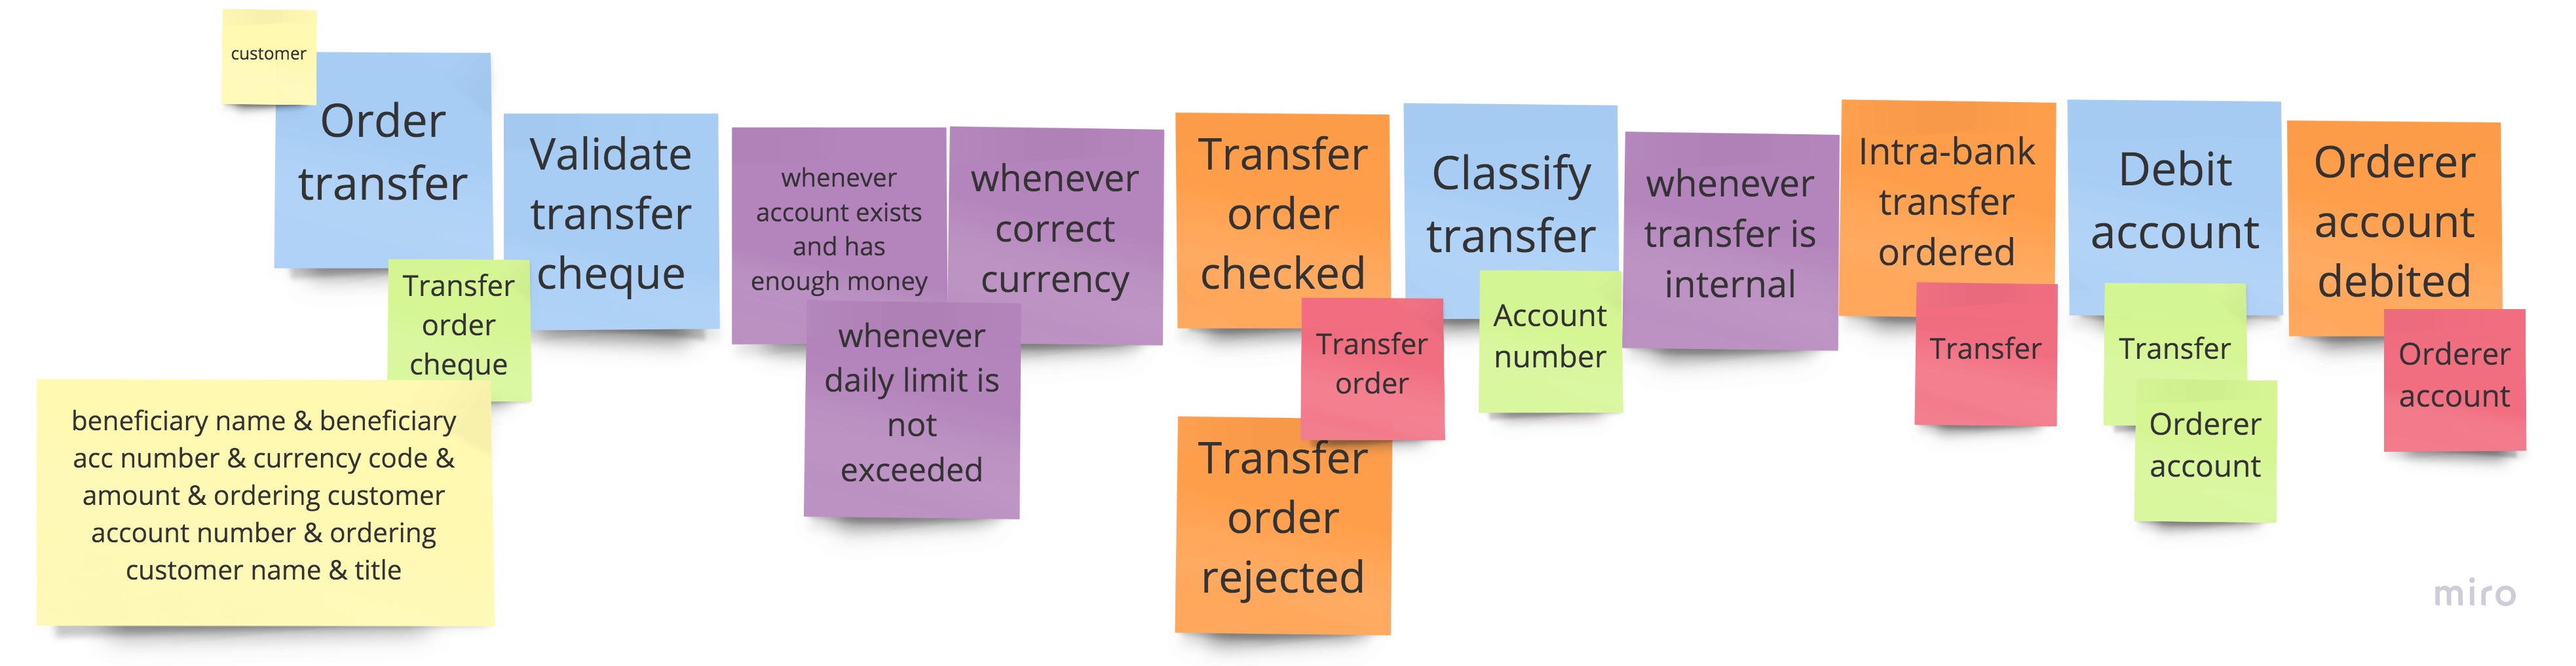 customer
Order
transfer
Transfer
order
cheque
beneficiary name & beneficiary
acc number & currency code &
amount & ordering customer
account number & ordering
customer name & title
Validate
transfer
cheque
whenever
account exists
and has
enough money
whenever
correct
currency
whenever
daily limit is
not
exceeded
Transfer
order
checked
Transfer
order
Transfer
order
rejected
Classify
transfer
Account
number
whenever
transfer is
internal
Intra-bank
transfer
ordered
Transfer
Debit
account
Transfer
Orderer
account
Orderer
account
debited
Orderer
account
miro